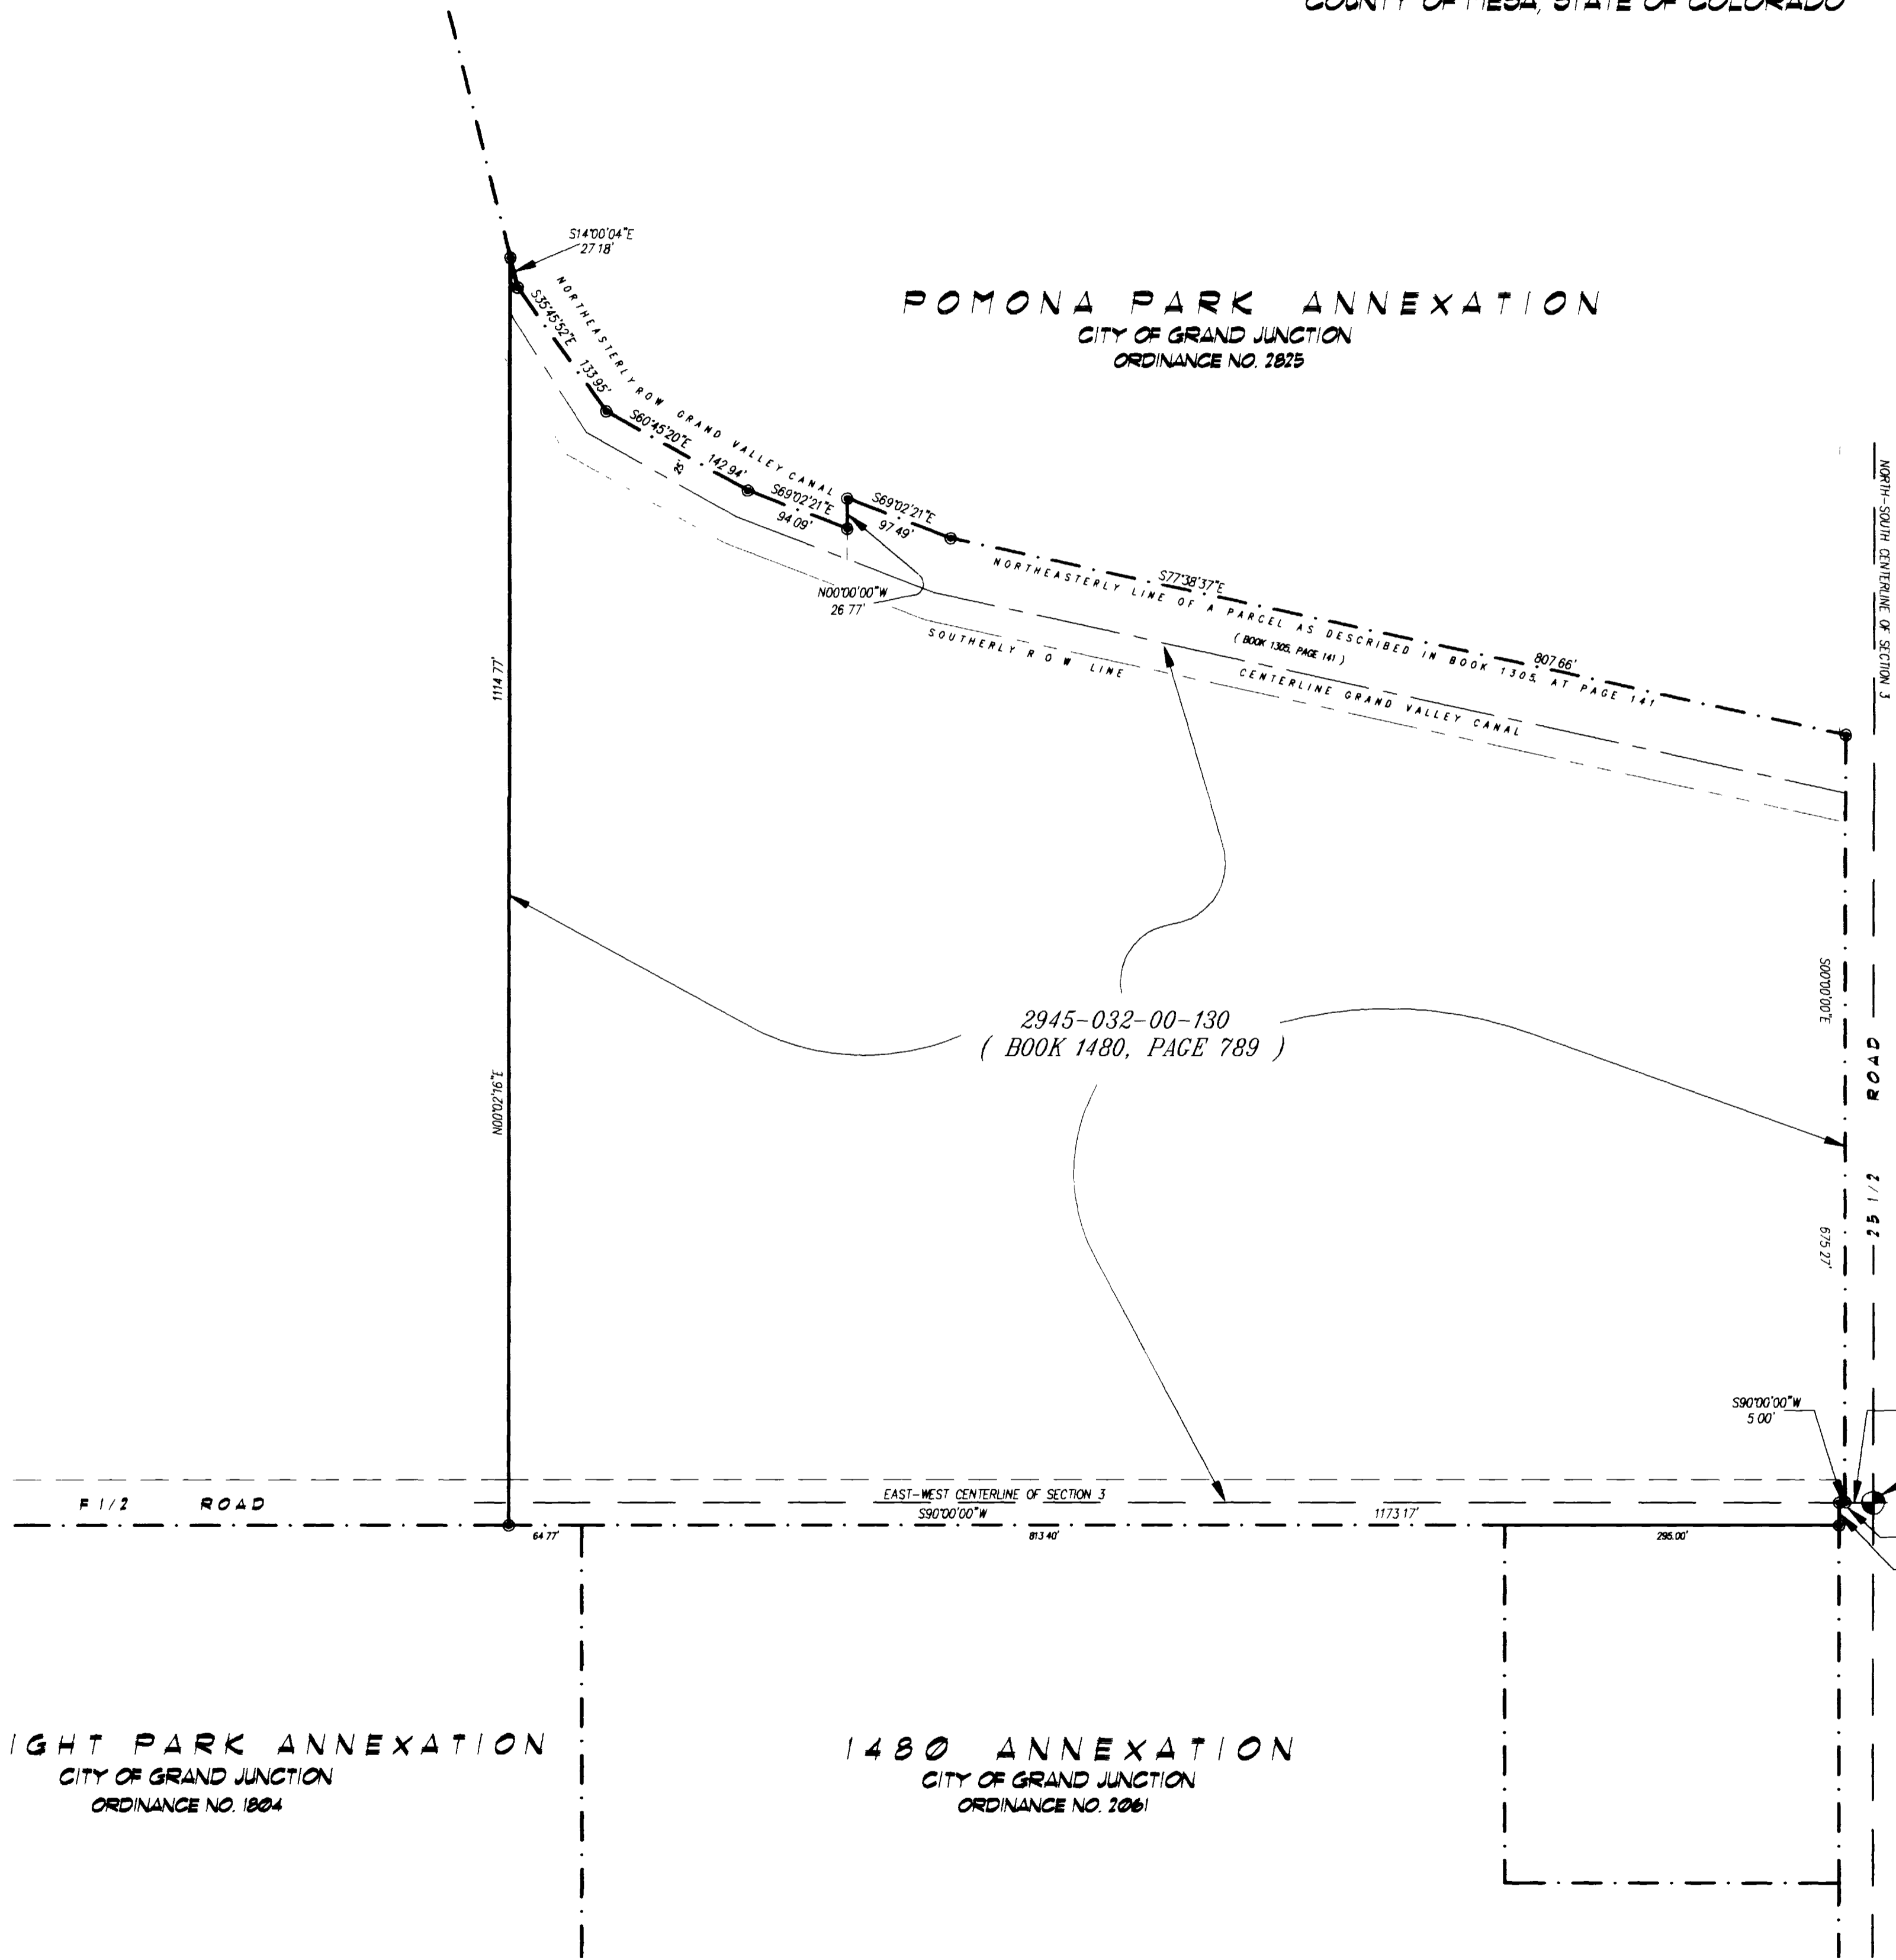 COUNTY OF MESA, STATE OF COLORADO
S14°00'04"E
27 18'
NORTHEASTERLY ROW GRAND VALLEY CANAL
S35°45'52"E
133 95'
POMONA PARK ANNEXATION
CITY OF GRAND JUNCTION
ORDINANCE NO. 2825
S60°45'20"E
142 94'
25'
S69°02'21"E
94 09'
S69°02'21"E
97 49'
N00°00'00"W
26 77'
S77°38'37"E
807 66'
NORTHEASTERLY LINE OF A PARCEL AS DESCRIBED IN BOOK 1305, AT PAGE 141
( BOOK 1305, PAGE 141 )
SOUTHERLY R O W LINE
CENTERLINE GRAND VALLEY CANAL
NORTH-SOUTH CENTERLINE OF SECTION 3
1114 77'
N00°02'16"E
2945-032-00-130
( BOOK 1480, PAGE 789 )
S00°00'00"E
675 27'
25 1/2 ROAD
S90°00'00"W
5 00'
F 1/2 ROAD
EAST-WEST CENTERLINE OF SECTION 3
S90°00'00"W
1173 17'
64 77'
813 40'
295.00'
IGHT PARK ANNEXATION
CITY OF GRAND JUNCTION
ORDINANCE NO. 1804
1480 ANNEXATION
CITY OF GRAND JUNCTION
ORDINANCE NO. 2061